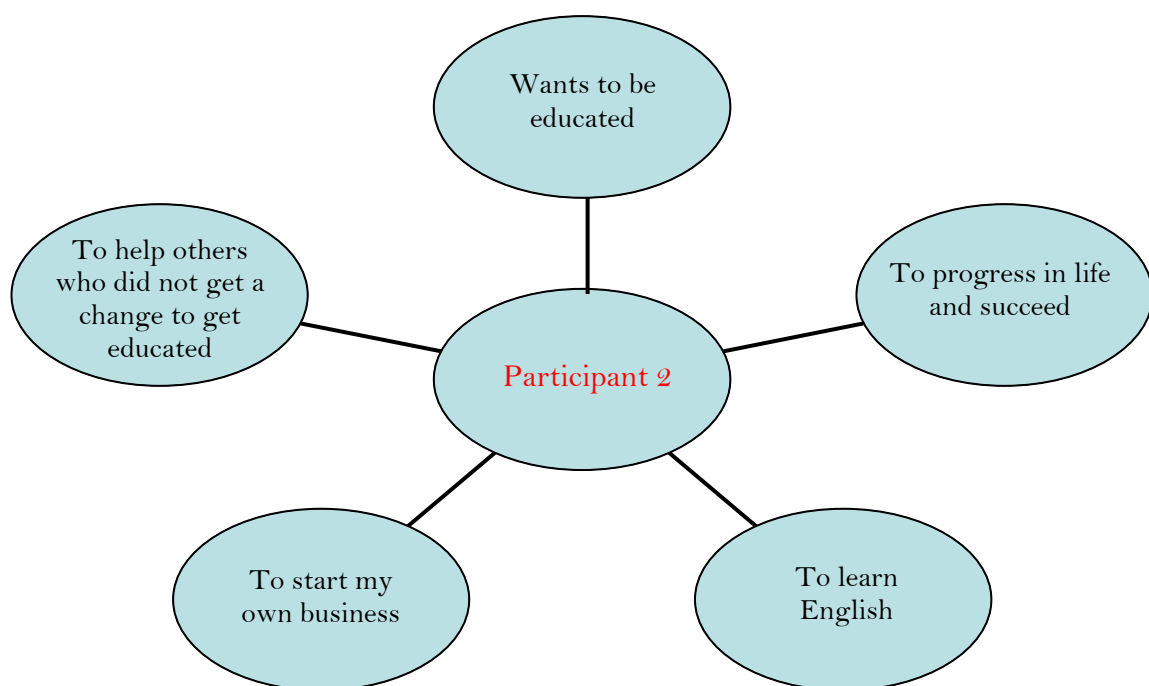 Wants to be
educated
To help others
who did not get a
change to get
educated
To progress in life
and succeed
Participant 2
To start my
own business
To learn
English